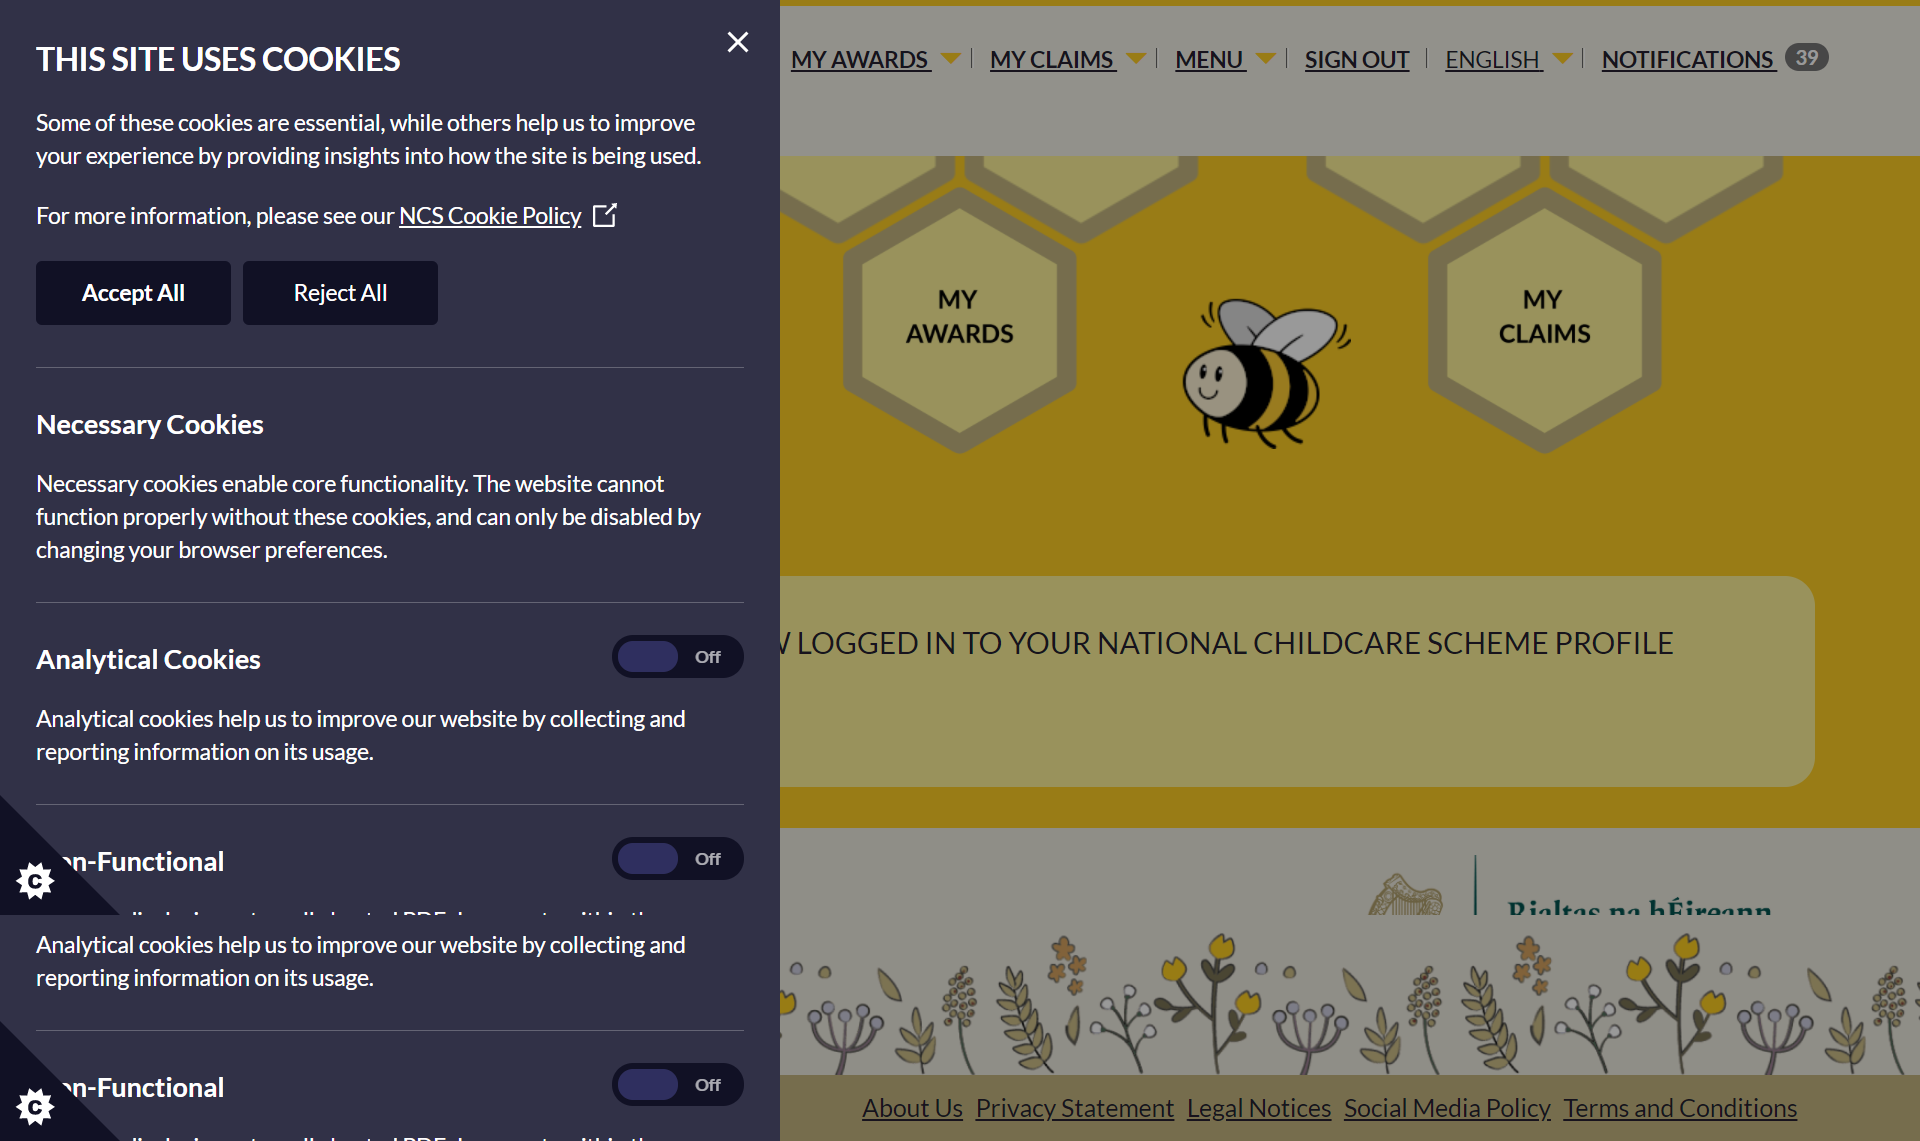 THIS SITE USES COOKIES
Some of these cookies are essential, while others help us to improve
your experience by providing insights into how the site is being used.
For more information, please see our NCS Cookie Policy
Accept All
Reject All
Necessary Cookies
Necessary cookies enable core functionality. The website cannot
function properly without these cookies, and can only be disabled by
changing your browser preferences.
Analytical Cookies
Off
Analytical cookies help us to improve our website by collecting and
reporting information on its usage.
on-Functional
Off
C
Analytical cookies help us to improve our website by collecting and
reporting information on its usage.
on-Functional
Off
C
MY AWARDS
MY CLAIMS
MENU
SIGN OUT
ENGLISH
NOTIFICATIONS 39
MY
AWARDS
MY
CLAIMS
LOGGED IN TO YOUR NATIONAL CHILDCARE SCHEME PROFILE
Rialtas na hÉireann
About Us Privacy Statement Legal Notices Social Media Policy Terms and Conditions